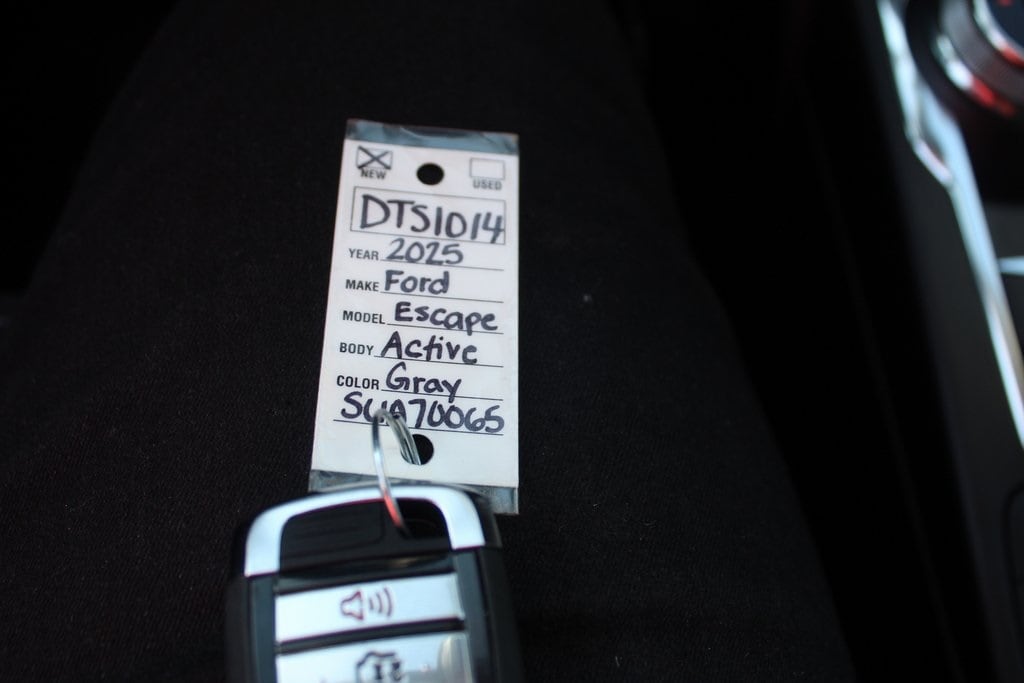 NEW USED
DTS1014
YEAR 2025
MAKE Ford
MODEL Escape
BODY Active
COLOR Gray
SUA70065